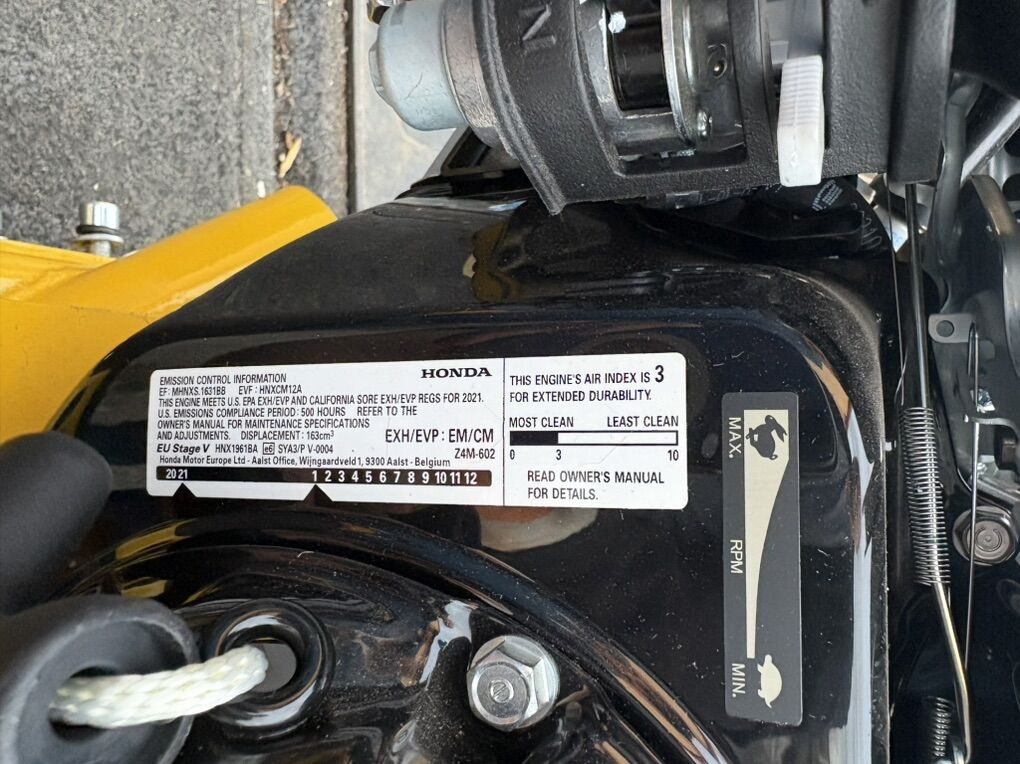 EMISSION CONTROL INFORMATION
HONDA
EF: MHNXS.1631BB EVF: HNXCM12A
THIS ENGINE MEETS U.S. EPA EXH/EVP AND CALIFORNIA SORE EXH/EVP REGS FOR 2021.
U.S. EMISSIONS COMPLIANCE PERIOD: 500 HOURS REFER TO THE
OWNER'S MANUAL FOR MAINTENANCE SPECIFICATIONS
AND ADJUSTMENTS. DISPLACEMENT: 163cm³
EXH/EVP: EM/CM
EU Stage V HNX1961BA e6 SYA3/P V-0004
Z4M-602
Honda Motor Europe Ltd - Aalst Office, Wijngaardveld 1, 9300 Aalst - Belgium
2021 1 2 3 4 5 6 7 8 9 10 11 12
THIS ENGINE'S AIR INDEX IS 3
FOR EXTENDED DURABILITY.
MOST CLEAN LEAST CLEAN
0 3 10
READ OWNER'S MANUAL
FOR DETAILS.
MAX.
RPM
MIN.